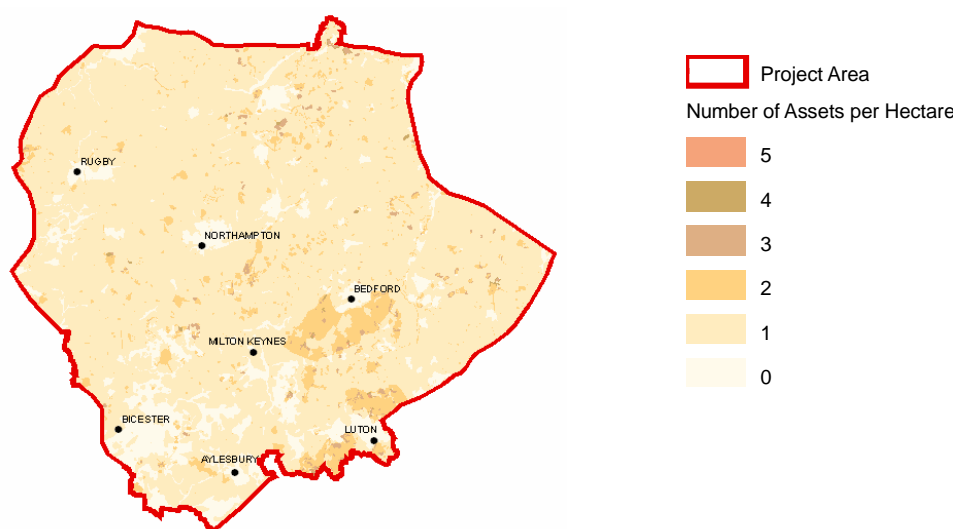 RUGBY
NORTHAMPTON
BEDFORD
MILTON KEYNES
BICESTER
LUTON
AYLESBURY
Project Area
Number of Assets per Hectare
5
4
3
2
1
0